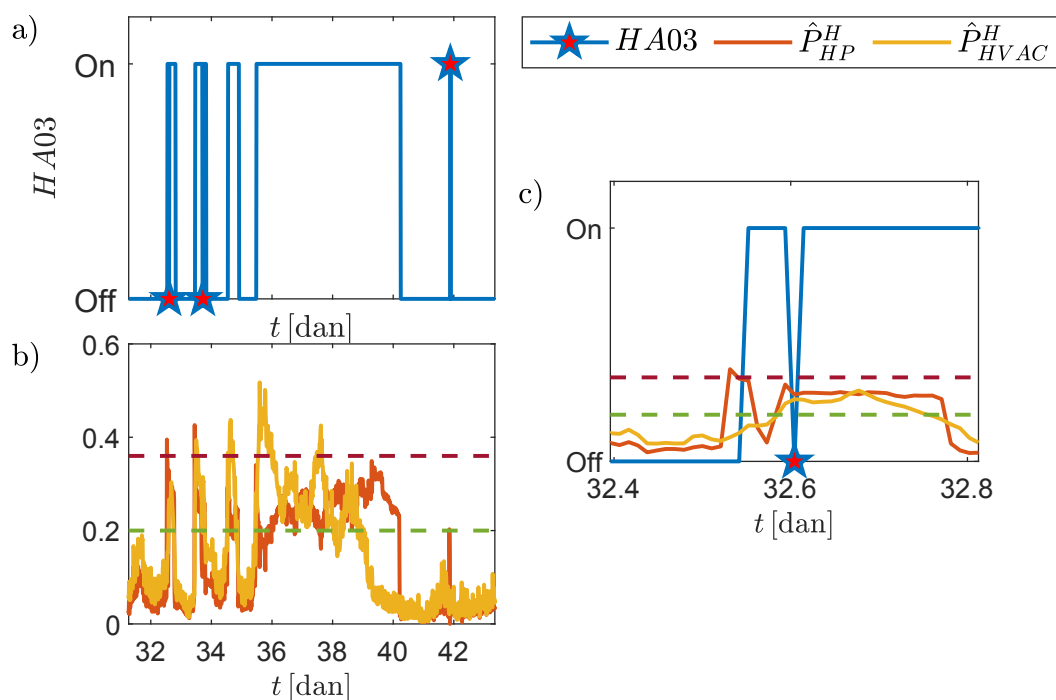 a)
HA03 P̂ᴴ_HP P̂ᴴ_HVAC
On
HA03
Off
t [dan]
b)
0.6
0.4
0.2
0
32 34 36 38 40 42
t [dan]
c)
On
Off
32.4 32.6 32.8
t [dan]